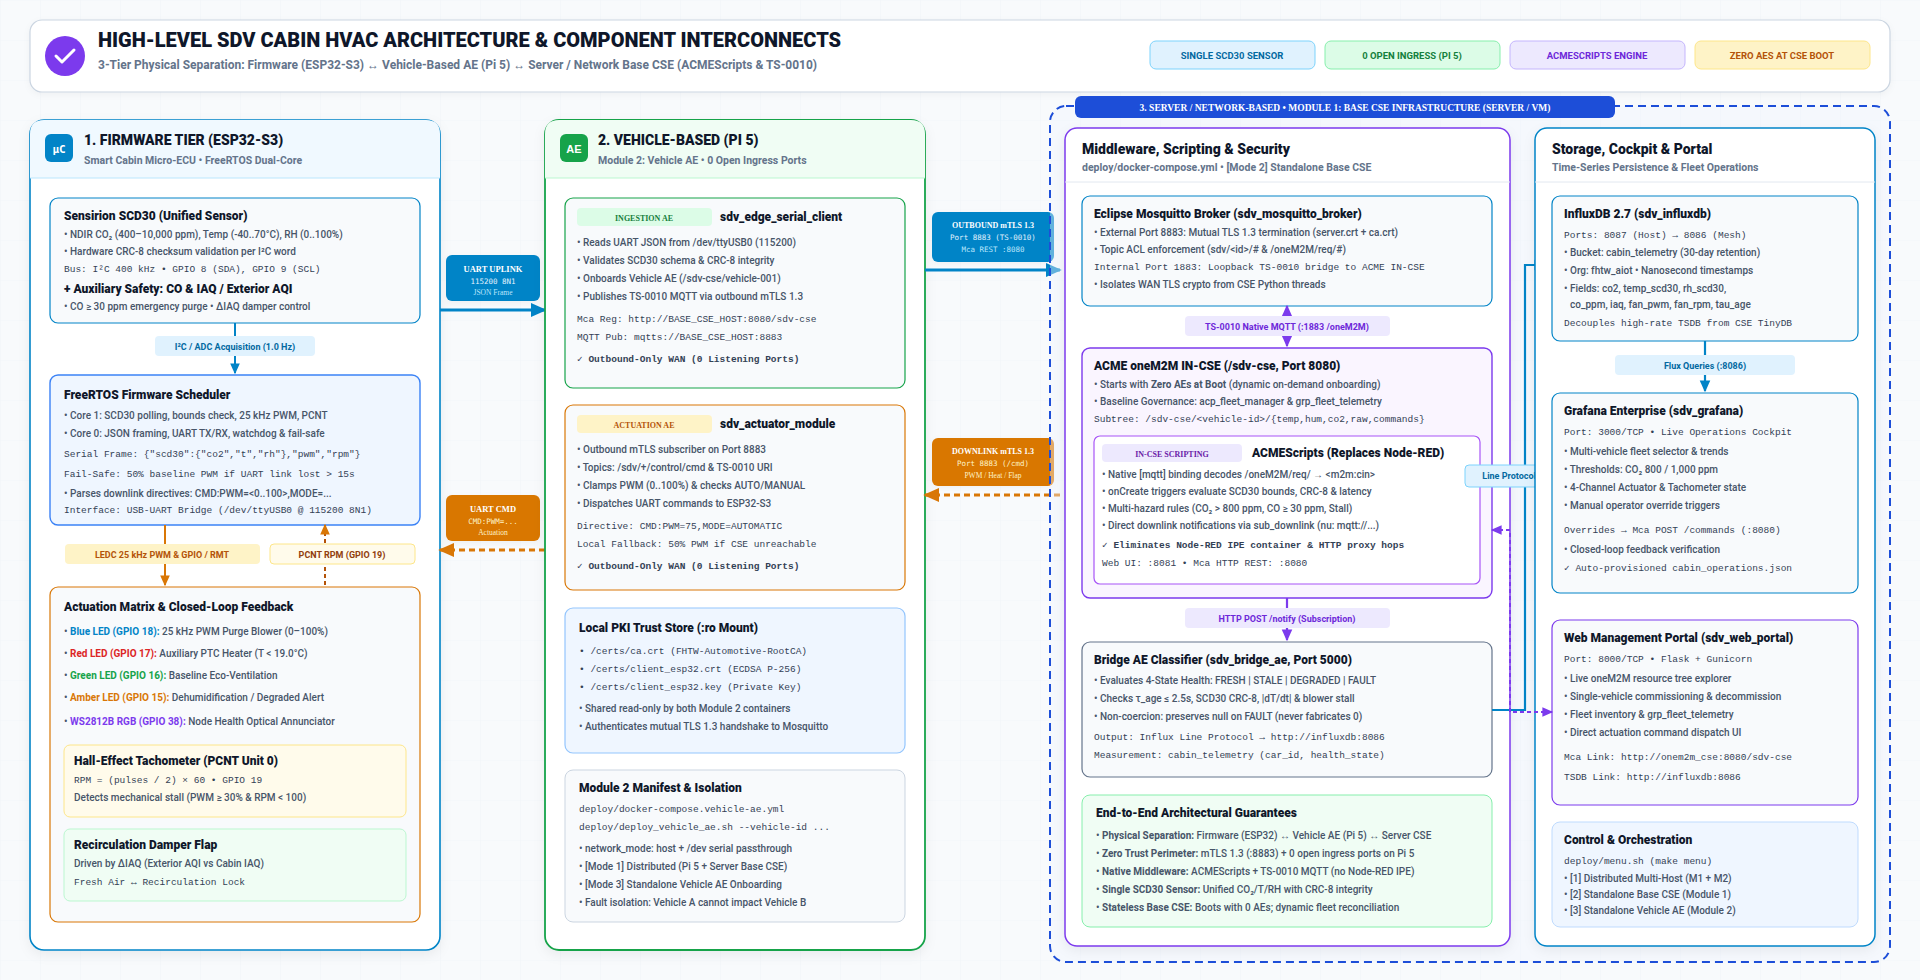 HIGH-LEVEL SDV CABIN HVAC ARCHITECTURE & COMPONENT INTERCONNECTS
3-Tier Physical Separation: Firmware (ESP32-S3) ↔ Vehicle-Based AE (Pi 5) ↔ Server / Network Base CSE (ACMEScripts & TS-0010)
SINGLE SCD30 SENSOR
0 OPEN INGRESS (PI 5)
ACMESCRIPTS ENGINE
ZERO AES AT CSE BOOT
µC
1. FIRMWARE TIER (ESP32-S3)
Smart Cabin Micro-ECU • FreeRTOS Dual-Core
Sensirion SCD30 (Unified Sensor)
• NDIR CO₂ (400–10,000 ppm), Temp (-40..70°C), RH (0..100%)
• Hardware CRC-8 checksum validation per I²C word
Bus: I²C 400 kHz • GPIO 8 (SDA), GPIO 9 (SCL)
+ Auxiliary Safety: CO & IAQ / Exterior AQI
• CO ≥ 30 ppm emergency purge • ΔIAQ damper control
I²C / ADC Acquisition (1.0 Hz)
FreeRTOS Firmware Scheduler
• Core 1: SCD30 polling, bounds check, 25 kHz PWM, PCNT
• Core 0: JSON framing, UART TX/RX, watchdog & fail-safe
Serial Frame: {"scd30":{"co2","t","rh"},"pwm","rpm"}
Fail-Safe: 50% baseline PWM if UART link lost > 15s
• Parses downlink directives: CMD:PWM=<0..100>,MODE=...
Interface: USB-UART Bridge (/dev/ttyUSB0 @ 115200 8N1)
LEDC 25 kHz PWM & GPIO / RMT
PCNT RPM (GPIO 19)
Actuation Matrix & Closed-Loop Feedback
• Blue LED (GPIO 18): 25 kHz PWM Purge Blower (0–100%)
• Red LED (GPIO 17): Auxiliary PTC Heater (T < 19.0°C)
• Green LED (GPIO 16): Baseline Eco-Ventilation
• Amber LED (GPIO 15): Dehumidification / Degraded Alert
• WS2812B RGB (GPIO 38): Node Health Optical Annunciator
Hall-Effect Tachometer (PCNT Unit 0)
RPM = (pulses / 2) × 60 • GPIO 19
Detects mechanical stall (PWM ≥ 30% & RPM < 100)
Recirculation Damper Flap
Driven by ΔIAQ (Exterior AQI vs Cabin IAQ)
Fresh Air ↔ Recirculation Lock
UART UPLINK
115200 8N1
JSON Frame
UART CMD
CMD:PWM=...
Actuation
AE
2. VEHICLE-BASED (PI 5)
Module 2: Vehicle AE • 0 Open Ingress Ports
INGESTION AE
sdv_edge_serial_client
• Reads UART JSON from /dev/ttyUSB0 (115200)
• Validates SCD30 schema & CRC-8 integrity
• Onboards Vehicle AE (/sdv-cse/vehicle-001)
• Publishes TS-0010 MQTT via outbound mTLS 1.3
Mca Reg: http://BASE_CSE_HOST:8080/sdv-cse
MQTT Pub: mqtts://BASE_CSE_HOST:8883
✓ Outbound-Only WAN (0 Listening Ports)
ACTUATION AE
sdv_actuator_module
• Outbound mTLS subscriber on Port 8883
• Topics: /sdv/+/control/cmd & TS-0010 URI
• Clamps PWM (0..100%) & checks AUTO/MANUAL
• Dispatches UART commands to ESP32-S3
Directive: CMD:PWM=75,MODE=AUTOMATIC
Local Fallback: 50% PWM if CSE unreachable
✓ Outbound-Only WAN (0 Listening Ports)
Local PKI Trust Store (:ro Mount)
• /certs/ca.crt (FHTW-Automotive-RootCA)
• /certs/client_esp32.crt (ECDSA P-256)
• /certs/client_esp32.key (Private Key)
• Shared read-only by both Module 2 containers
• Authenticates mutual TLS 1.3 handshake to Mosquitto
Module 2 Manifest & Isolation
deploy/docker-compose.vehicle-ae.yml
deploy/deploy_vehicle_ae.sh --vehicle-id ...
• network_mode: host + /dev serial passthrough
• [Mode 1] Distributed (Pi 5 + Server Base CSE)
• [Mode 3] Standalone Vehicle AE Onboarding
• Fault isolation: Vehicle A cannot impact Vehicle B
OUTBOUND mTLS 1.3
Port 8883 (TS-0010)
Mca REST :8080
DOWNLINK mTLS 1.3
Port 8883 (/cmd)
PWM / Heat / Flap
3. SERVER / NETWORK-BASED • MODULE 1: BASE CSE INFRASTRUCTURE (SERVER / VM)
Middleware, Scripting & Security
deploy/docker-compose.yml • [Mode 2] Standalone Base CSE
Eclipse Mosquitto Broker (sdv_mosquitto_broker)
• External Port 8883: Mutual TLS 1.3 termination (server.crt + ca.crt)
• Topic ACL enforcement (sdv/<id>/# & /oneM2M/req/#)
Internal Port 1883: Loopback TS-0010 bridge to ACME IN-CSE
• Isolates WAN TLS crypto from CSE Python threads
TS-0010 Native MQTT (:1883 /oneM2M)
ACME oneM2M IN-CSE (/sdv-cse, Port 8080)
• Starts with Zero AEs at Boot (dynamic on-demand onboarding)
• Baseline Governance: acp_fleet_manager & grp_fleet_telemetry
Subtree: /sdv-cse/<vehicle-id>/{temp,hum,co2,raw,commands}
IN-CSE SCRIPTING
ACMEScripts (Replaces Node-RED)
• Native [mqtt] binding decodes /oneM2M/req/ → <m2m:cin>
• onCreate triggers evaluate SCD30 bounds, CRC-8 & latency
• Multi-hazard rules (CO₂ > 800 ppm, CO ≥ 30 ppm, Stall)
• Direct downlink notifications via sub_downlink (nu: mqtt://...)
✓ Eliminates Node-RED IPE container & HTTP proxy hops
Web UI: :8081 • Mca HTTP REST: :8080
HTTP POST /notify (Subscription)
Bridge AE Classifier (sdv_bridge_ae, Port 5000)
• Evaluates 4-State Health: FRESH | STALE | DEGRADED | FAULT
• Checks τ_age ≤ 2.5s, SCD30 CRC-8, |dT/dt| & blower stall
• Non-coercion: preserves null on FAULT (never fabricates 0)
Output: Influx Line Protocol → http://influxdb:8086
Measurement: cabin_telemetry (car_id, health_state)
End-to-End Architectural Guarantees
• Physical Separation: Firmware (ESP32) ↔ Vehicle AE (Pi 5) ↔ Server CSE
• Zero Trust Perimeter: mTLS 1.3 (:8883) + 0 open ingress ports on Pi 5
• Native Middleware: ACMEScripts + TS-0010 MQTT (no Node-RED IPE)
• Single SCD30 Sensor: Unified CO₂/T/RH with CRC-8 integrity
• Stateless Base CSE: Boots with 0 AEs; dynamic fleet reconciliation
Line Protoco
Storage, Cockpit & Portal
Time-Series Persistence & Fleet Operations
InfluxDB 2.7 (sdv_influxdb)
Ports: 8087 (Host) → 8086 (Mesh)
• Bucket: cabin_telemetry (30-day retention)
• Org: fhtw_aiot • Nanosecond timestamps
• Fields: co2, temp_scd30, rh_scd30,
co_ppm, iaq, fan_pwm, fan_rpm, tau_age
Decouples high-rate TSDB from CSE TinyDB
Flux Queries (:8086)
Grafana Enterprise (sdv_grafana)
Port: 3000/TCP • Live Operations Cockpit
• Multi-vehicle fleet selector & trends
• Thresholds: CO₂ 800 / 1,000 ppm
• 4-Channel Actuator & Tachometer state
• Manual operator override triggers
Overrides → Mca POST /commands (:8080)
• Closed-loop feedback verification
✓ Auto-provisioned cabin_operations.json
Web Management Portal (sdv_web_portal)
Port: 8000/TCP • Flask + Gunicorn
• Live oneM2M resource tree explorer
• Single-vehicle commissioning & decommission
• Fleet inventory & grp_fleet_telemetry
• Direct actuation command dispatch UI
Mca Link: http://onem2m_cse:8080/sdv-cse
TSDB Link: http://influxdb:8086
Control & Orchestration
deploy/menu.sh (make menu)
• [1] Distributed Multi-Host (M1 + M2)
• [2] Standalone Base CSE (Module 1)
• [3] Standalone Vehicle AE (Module 2)